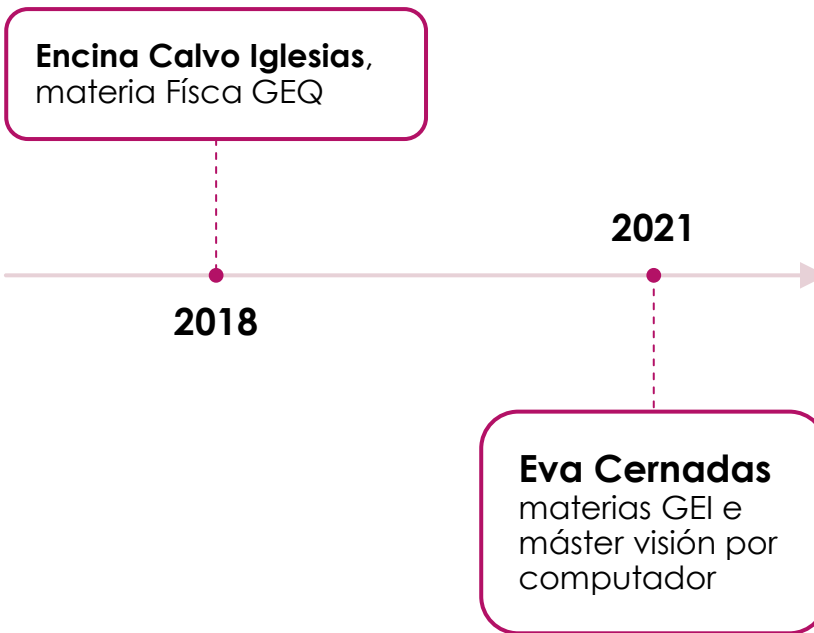 Encina Calvo Iglesias,
materia Físca GEQ
2021
2018
Eva Cernadas
materias GEI e
máster visión por
computador